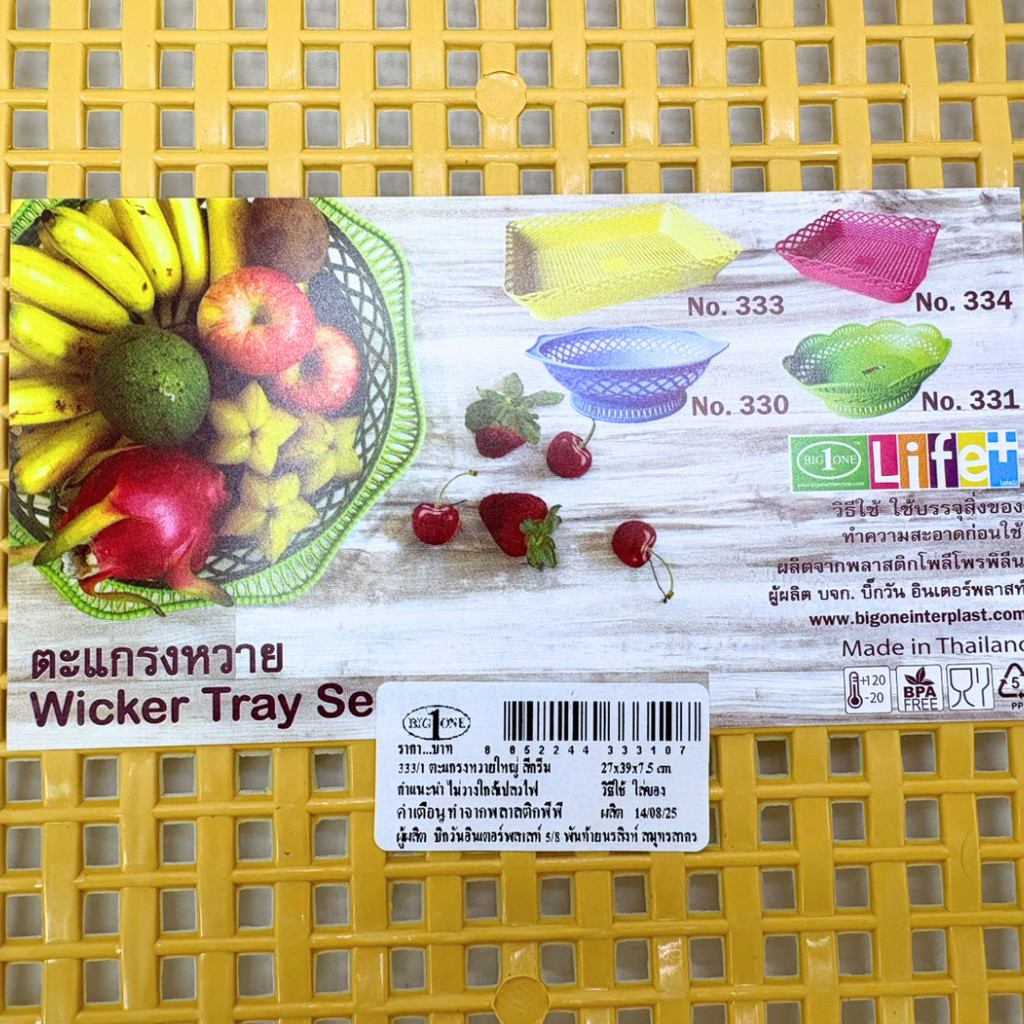 No. 333
No. 334
No. 330
No. 331
BIG 1 ONE
Life+
วิธีใช้ ใช้บรรจุสิ่งของ
ทำความสะอาดก่อนใช้
ผลิตจากพลาสติกโพลีโพรพิลีน
ผู้ผลิต บจก. บิ๊กวัน อินเตอร์พลาสท์
www.bigoneinterplast.com
Made in Thailand
+120
-20
BPA
FREE
5
PP
ตะแกรงหวาย
Wicker Tray Se
BIG 1 ONE
ราคา...บาท 8 852244 333107
333/1 ตะแกรงหวายใหญ่ สีครีม 27x39x7.5 cm
คำแนะนำ ไม่วางใกล้เปลวไฟ วิธีใช้ ใส่ของ
คำเตือน ทำจากพลาสติกพีพี ผลิต 14/08/25
ผู้ผลิต บิกวันอินเตอร์พลาสท์ 5/8 พันท้ายนรสิงห์ สมุทรสาคร